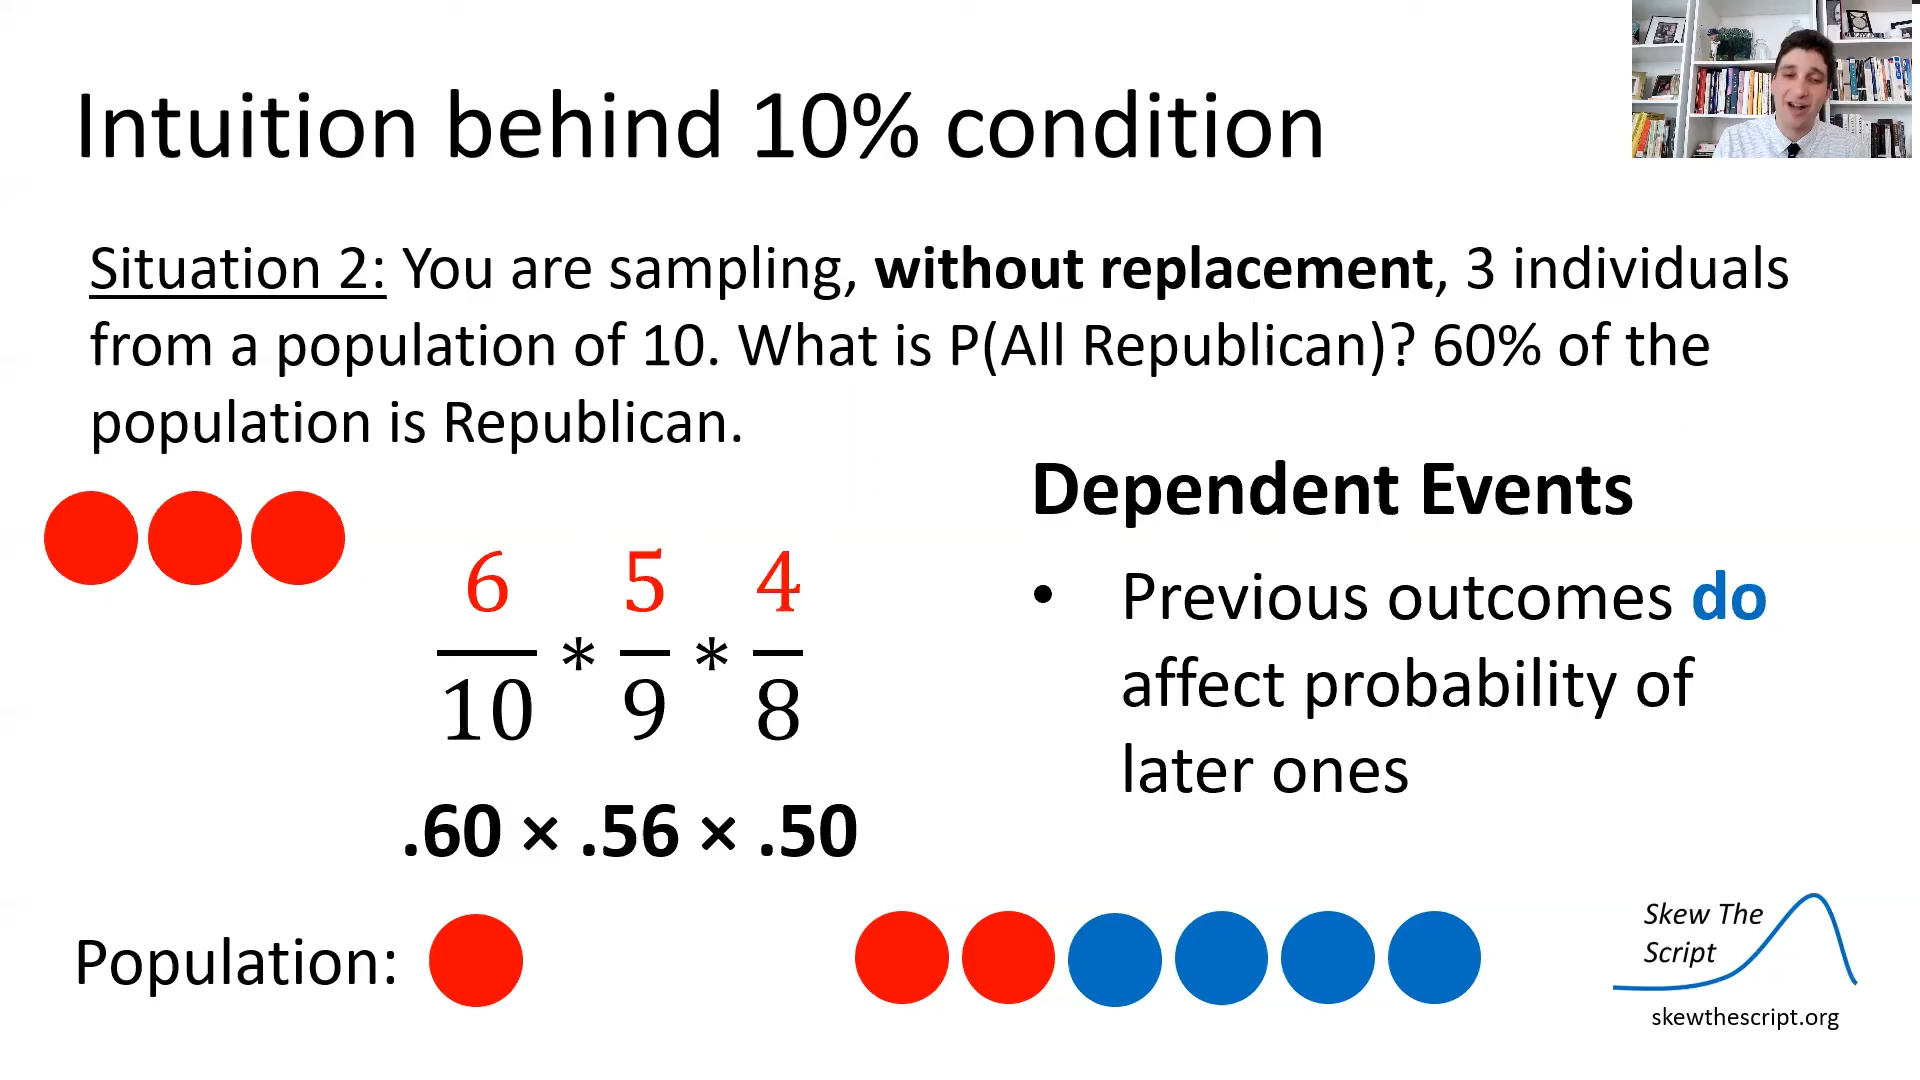 Intuition behind 10% condition
Situation 2: You are sampling, without replacement, 3 individuals
from a population of 10. What is P(All Republican)? 60% of the
population is Republican.
6/10 * 5/9 * 4/8
.60 × .56 × .50
Dependent Events
• Previous outcomes do
affect probability of
later ones
Population:
Skew The
Script
skewthescript.org